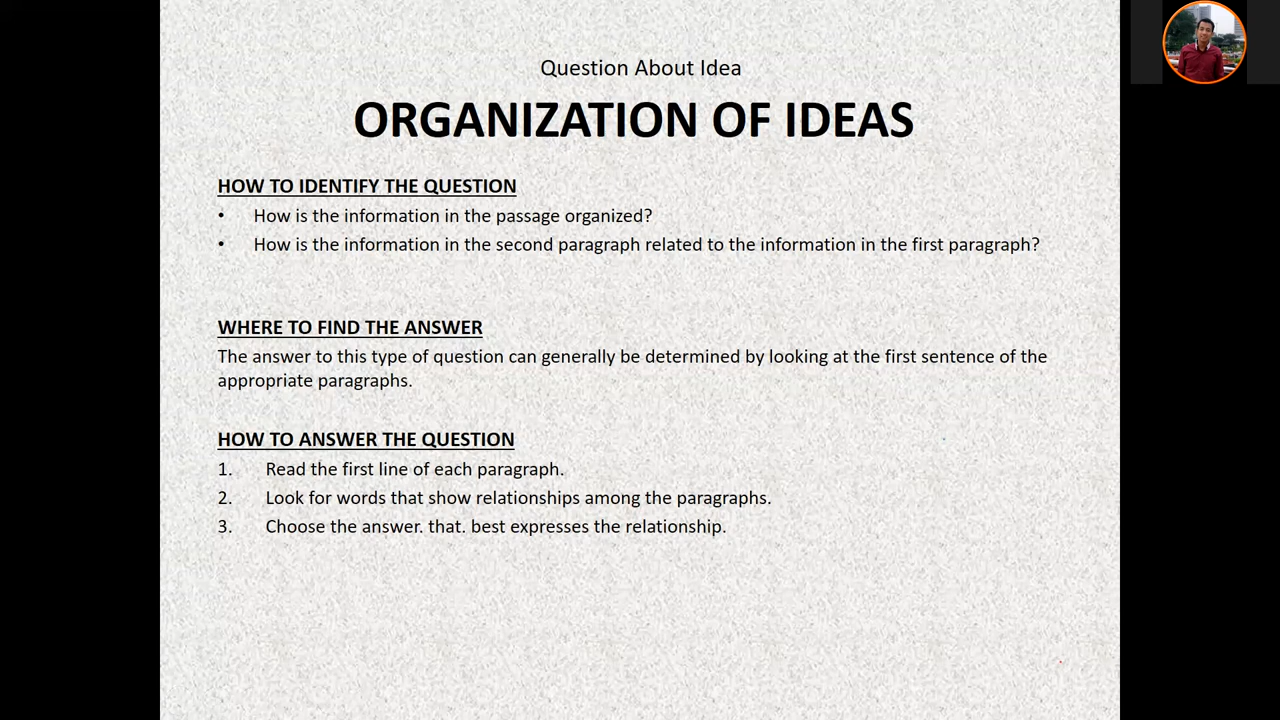 Question About Idea
ORGANIZATION OF IDEAS
HOW TO IDENTIFY THE QUESTION
• How is the information in the passage organized?
• How is the information in the second paragraph related to the information in the first paragraph?
WHERE TO FIND THE ANSWER
The answer to this type of question can generally be determined by looking at the first sentence of the
appropriate paragraphs.
HOW TO ANSWER THE QUESTION
1. Read the first line of each paragraph.
2. Look for words that show relationships among the paragraphs.
3. Choose the answer. that. best expresses the relationship.